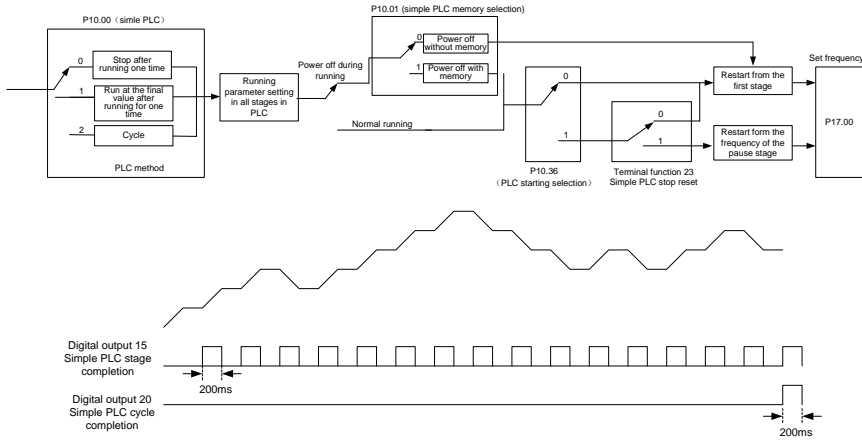 P10.00（simle PLC）
0
Stop after
running one time
1
Run at the final
value after
running for one
time
2
Cycle
PLC method
Running
parameter setting
in all stages in
PLC
Power off during
running
P10.01 (simple PLC memory selection)
0
Power off
without memory
1
Power off with
memory
Normal running
0
1
P10.36
（PLC starting selection）
0
1
Terminal function 23
Simple PLC stop reset
Restart from the
first stage
Restart form the
frequency of the
pause stage
Set frequency
P17.00
Digital output 15
Simple PLC stage
completion
200ms
Digital output 20
Simple PLC cycle
completion
200ms